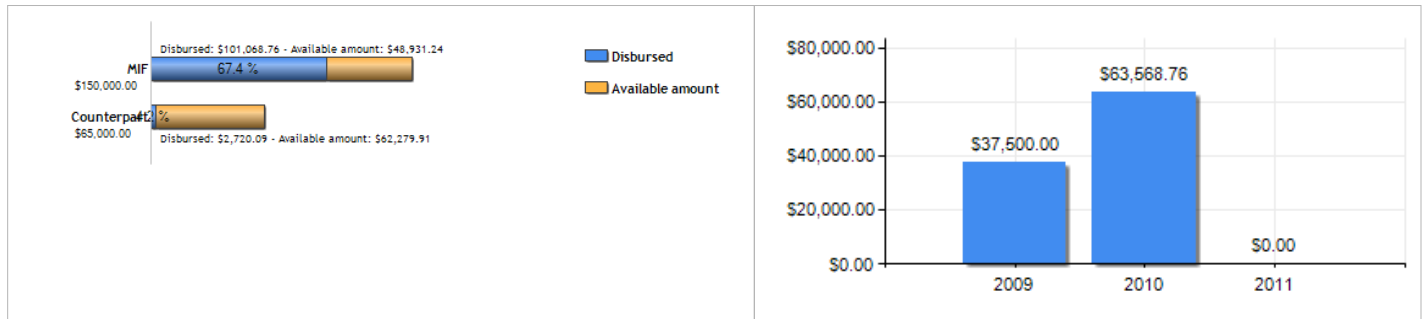 Disbursed: $101,068.76 - Available amount: $48,931.24
MIF
67.4 %
$150,000.00
Counterpart
%
$65,000.00
Disbursed: $2,720.09 - Available amount: $62,279.91
Disbursed
Available amount
$80,000.00
$60,000.00
$40,000.00
$20,000.00
$0.00
$37,500.00
$63,568.76
$0.00
2009
2010
2011